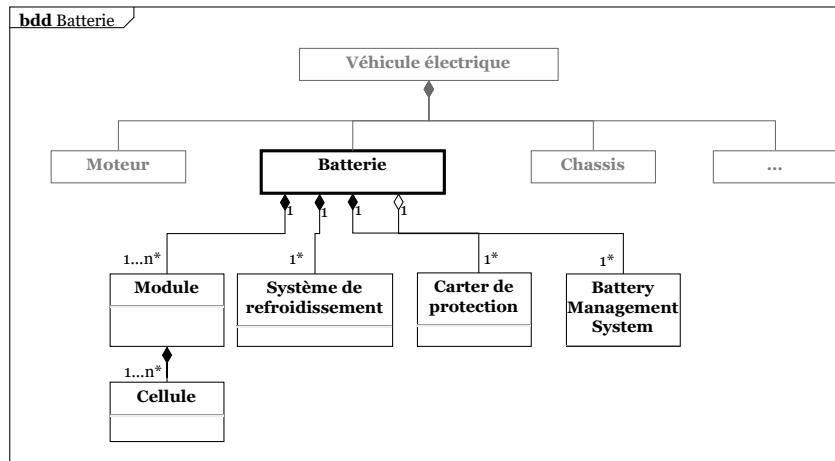 bdd Batterie
Véhicule électrique
Moteur
Batterie
Chassis
...
1
1
1
1
1...n*
1*
1*
1*
Module
Système de
refroidissement
Carter de
protection
Battery
Management
System
1...n*
Cellule